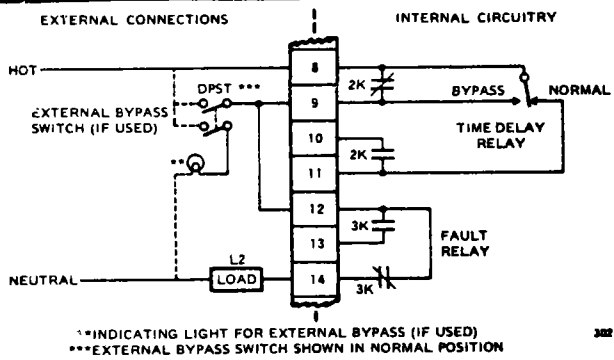 EXTERNAL CONNECTIONS
INTERNAL CIRCUITRY
HOT
8
2K
DPST ***
9
BYPASS
NORMAL
EXTERNAL BYPASS
SWITCH (IF USED)
TIME DELAY
RELAY
10
2K
**
11
12
3K
FAULT
RELAY
13
L2
NEUTRAL
LOAD
14
3K
**INDICATING LIGHT FOR EXTERNAL BYPASS (IF USED)
***EXTERNAL BYPASS SWITCH SHOWN IN NORMAL POSITION